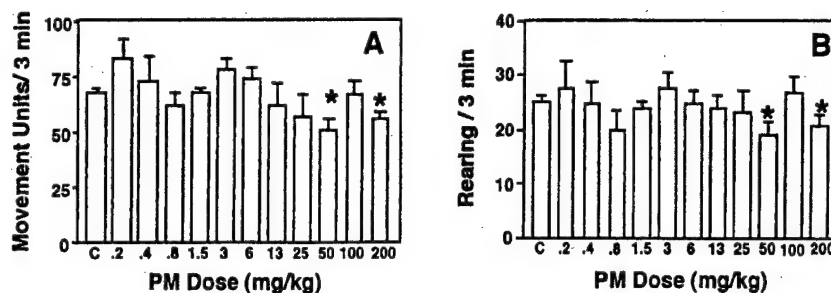 A
Movement Units/ 3 min
100
75
50
25
0
* *
C .2 .4 .8 1.5 3 6 13 25 50 100 200
PM Dose (mg/kg)
B
Rearing / 3 min
40
30
20
10
0
* *
C .2 .4 .8 1.5 3 6 13 25 50 100 200
PM Dose (mg/kg)